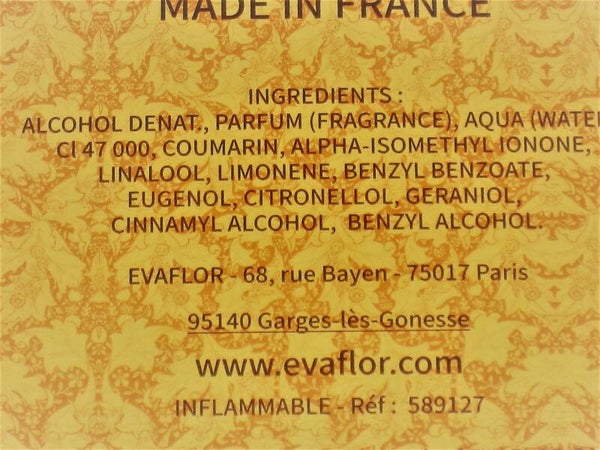 MADE IN FRANCE
INGREDIENTS :
ALCOHOL DENAT., PARFUM (FRAGRANCE), AQUA (WATE
Cl 47 000, COUMARIN, ALPHA-ISOMETHYL IONONE,
LINALOOL, LIMONENE, BENZYL BENZOATE,
EUGENOL, CITRONELLOL, GERANIOL,
CINNAMYL ALCOHOL, BENZYL ALCOHOL.
EVAFLOR - 68, rue Bayen - 75017 Paris
95140 Garges-lès-Gonesse
www.evaflor.com
INFLAMMABLE - Réf : 589127